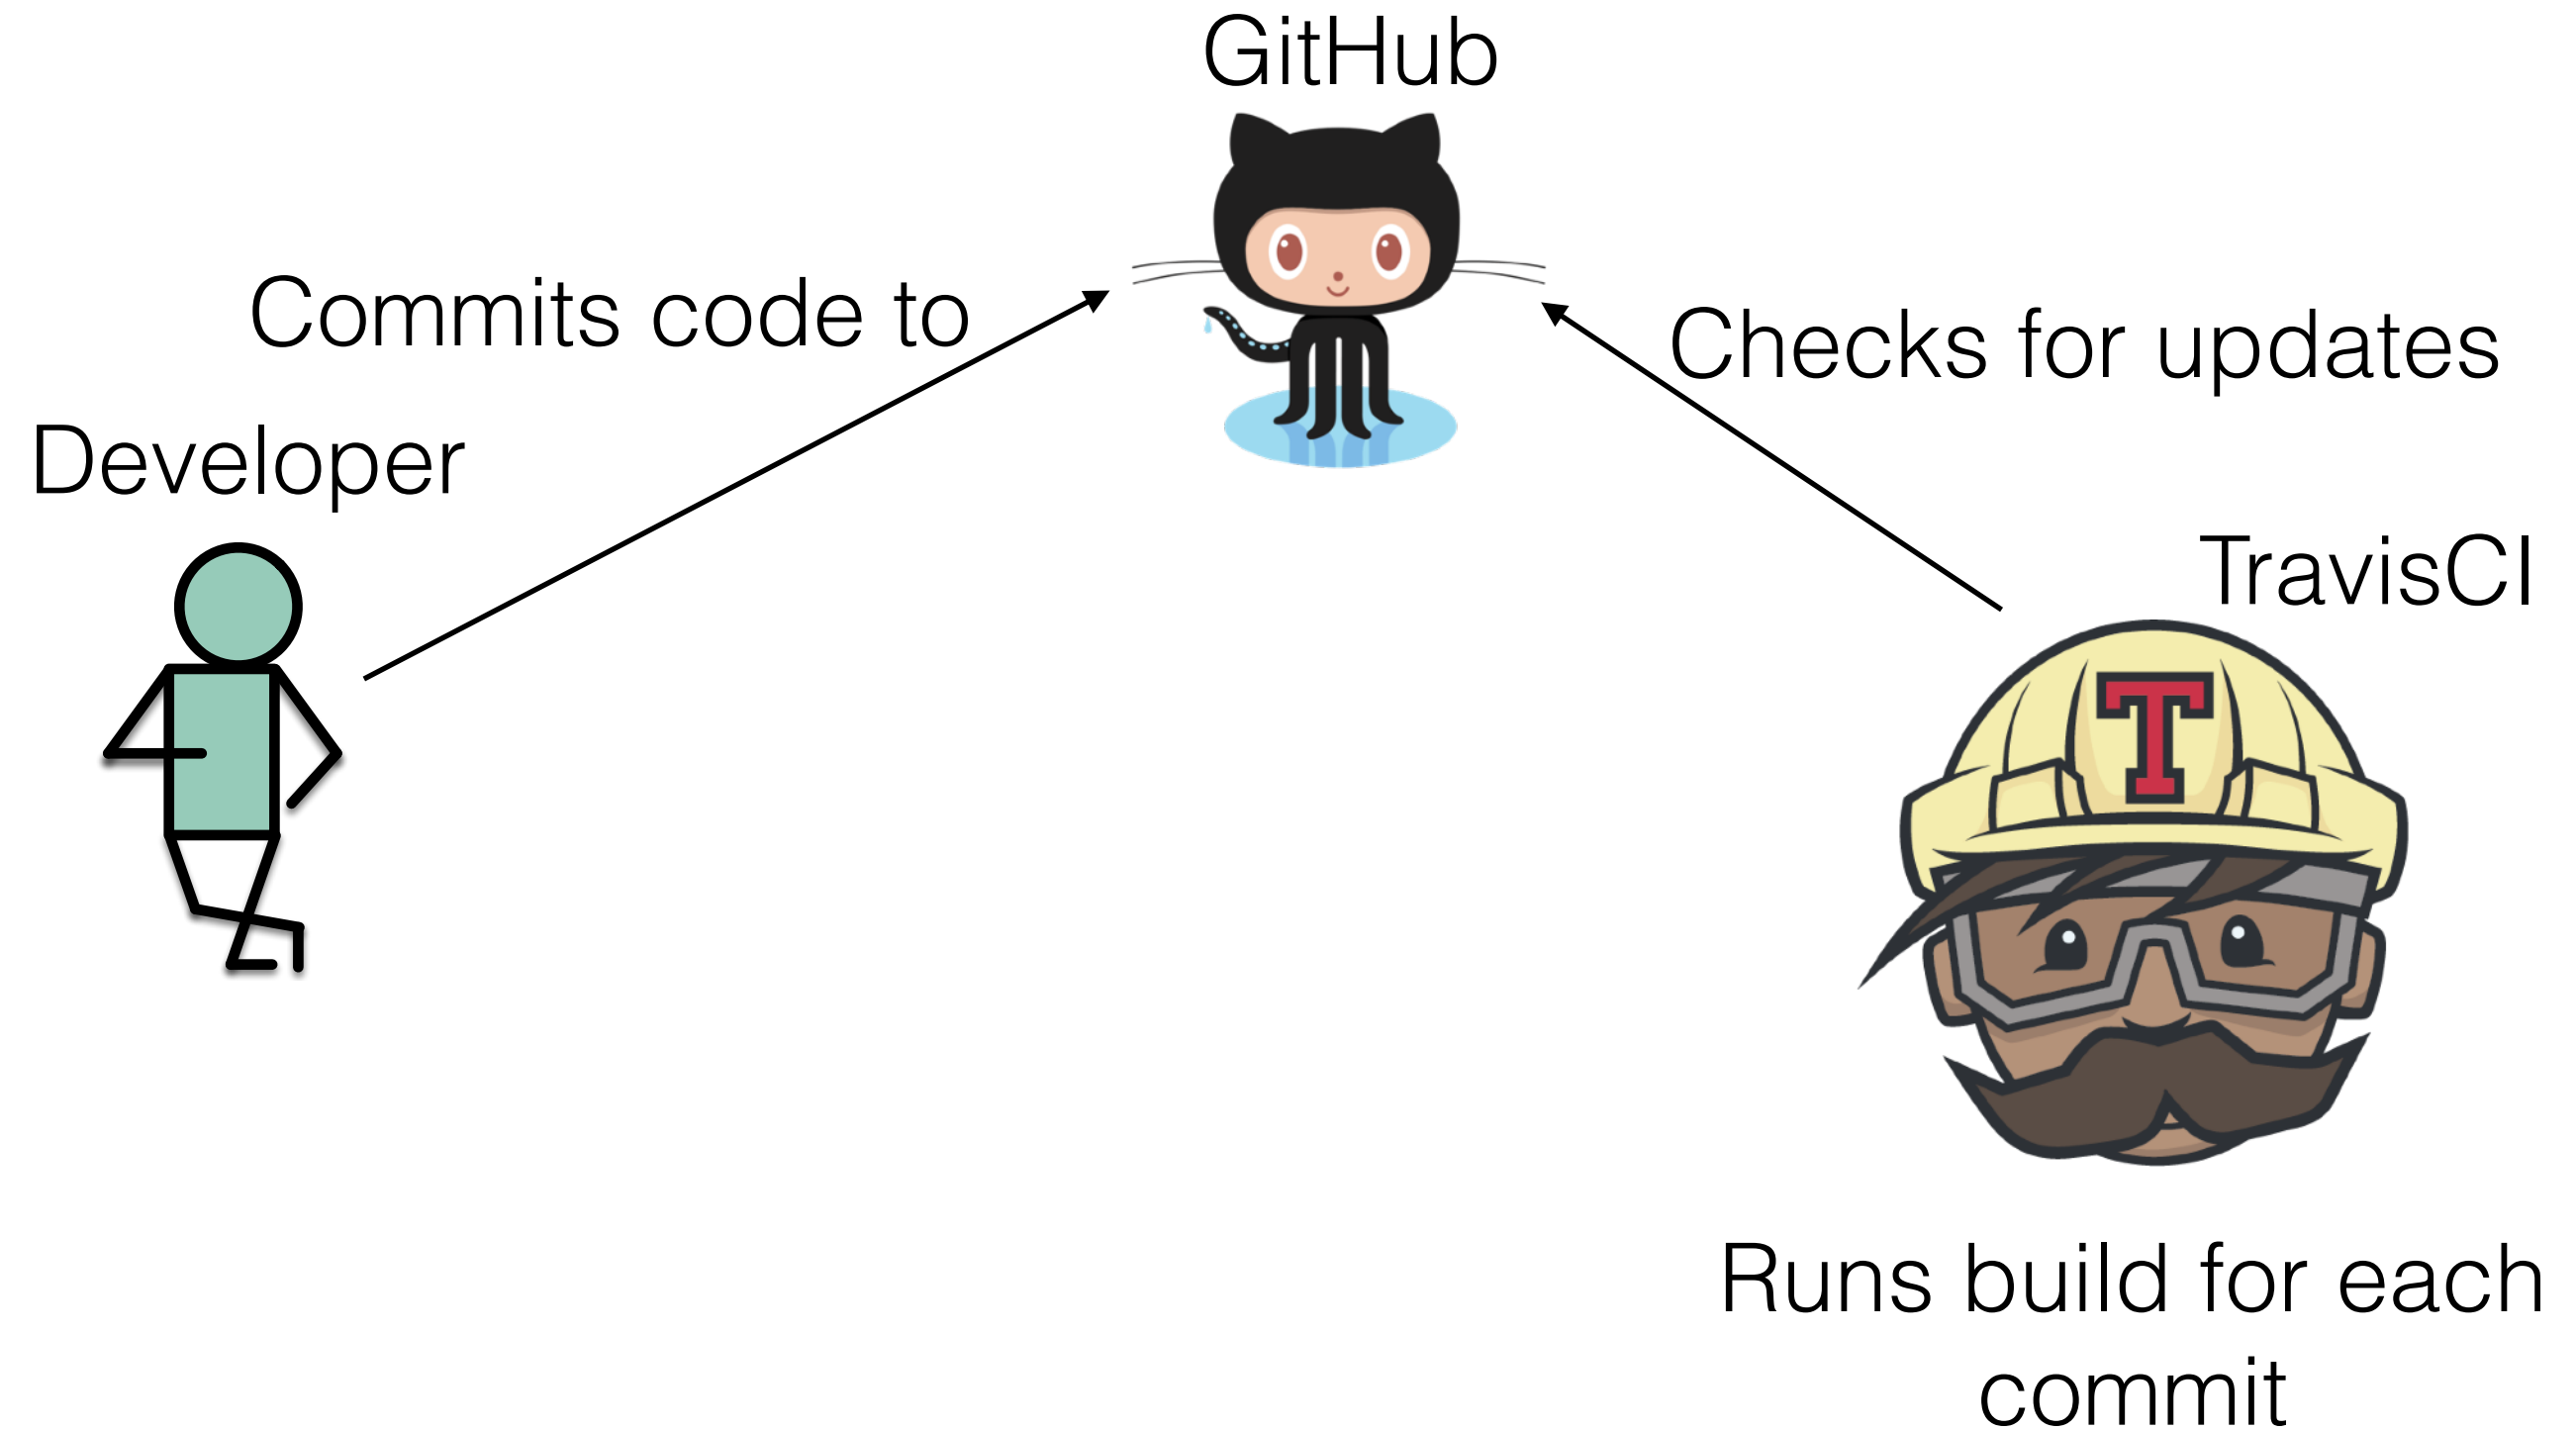 GitHub
Commits code to
Checks for updates
Developer
TravisCI
T
Runs build for each
commit